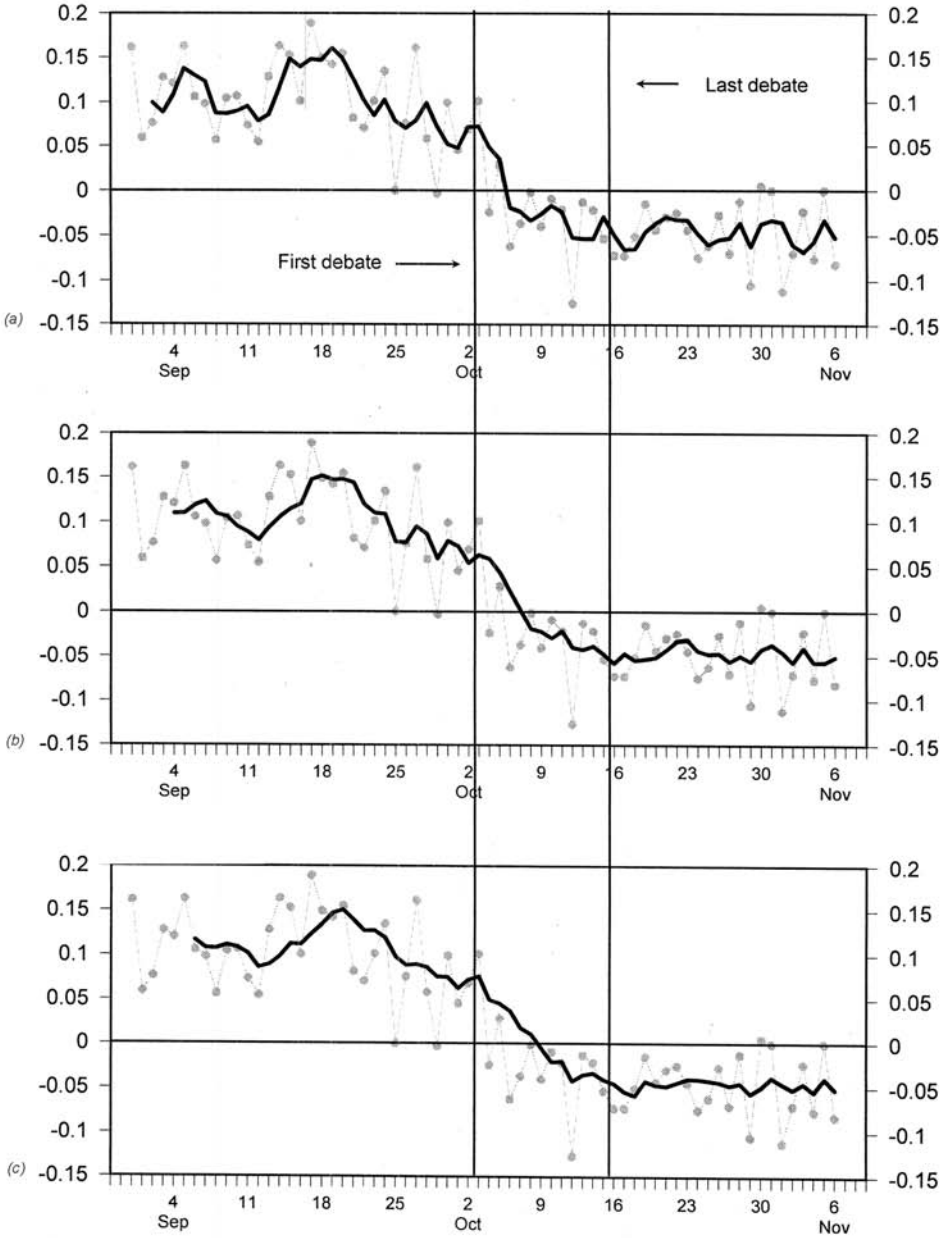 0.2 0.2
0.15 0.15
0.1 Last debate 0.1
0.05 0.05
0 0
-0.05 -0.05
-0.1 First debate -0.1
(a) -0.15 -0.15
4 11 18 25 2 9 16 23 30 6
Sep Oct Nov
0.2 0.2
0.15 0.15
0.1 0.1
0.05 0.05
0 0
-0.05 -0.05
-0.1 -0.1
(b) -0.15 -0.15
4 11 18 25 2 9 16 23 30 6
Sep Oct Nov
0.2 0.2
0.15 0.15
0.1 0.1
0.05 0.05
0 0
-0.05 -0.05
-0.1 -0.1
(c) -0.15 -0.15
4 11 18 25 2 9 16 23 30 6
Sep Oct Nov